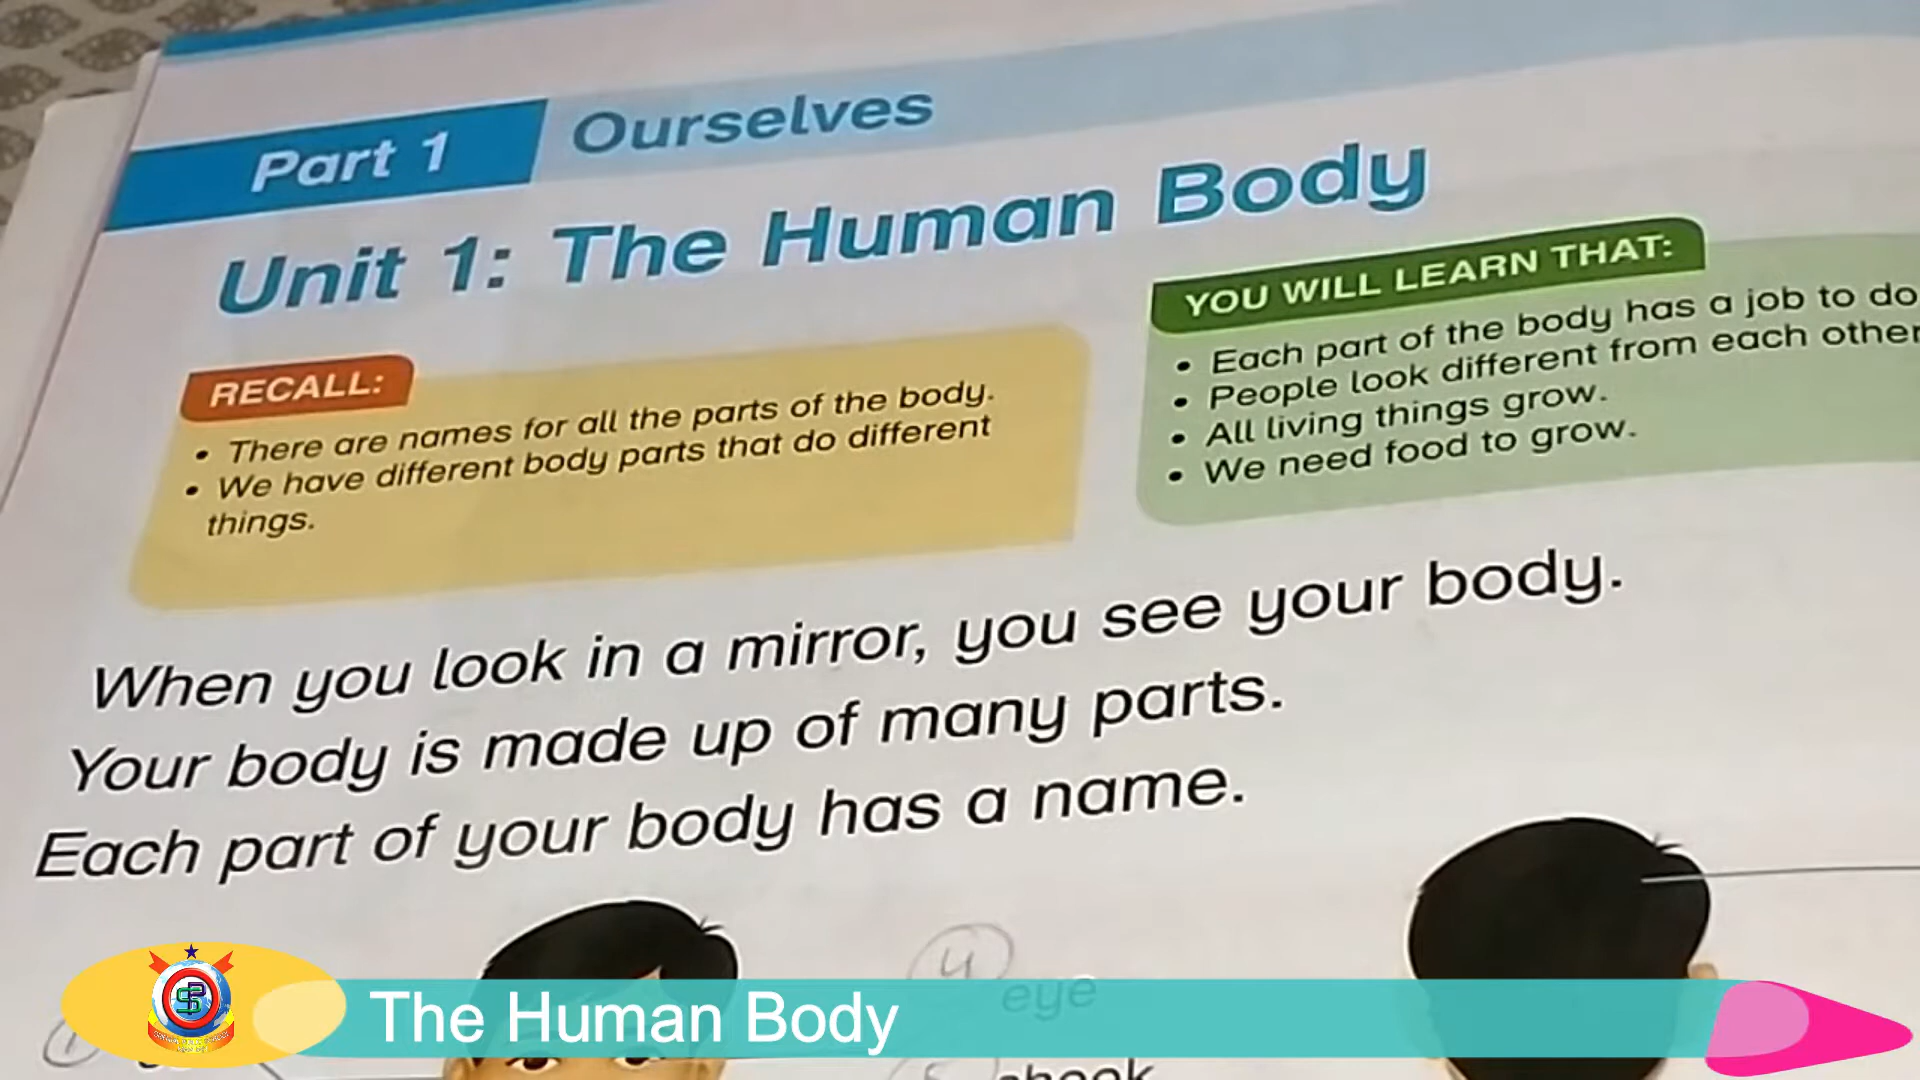 Part 1
Ourselves
Unit 1: The Human Body
RECALL:
• There are names for all the parts of the body.
• We have different body parts that do different
things.
YOU WILL LEARN THAT:
• Each part of the body has a job to do
• People look different from each other
• All living things grow.
• We need food to grow.
When you look in a mirror, you see your body.
Your body is made up of many parts.
Each part of your body has a name.
4
eye
The Human Body